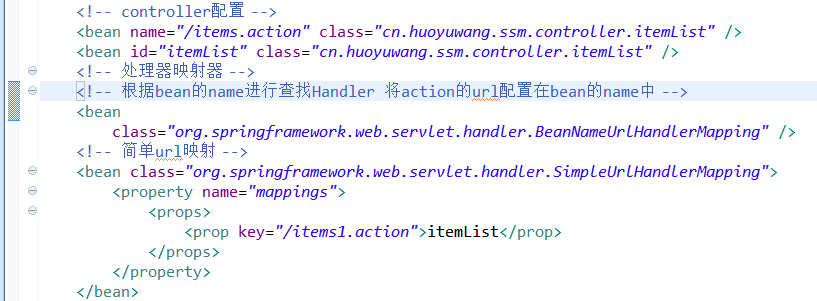 <!-- controller配置 -->
<bean name="/items.action" class="cn.huoyuwang.ssm.controller.itemList" />
<bean id="itemList" class="cn.huoyuwang.ssm.controller.itemList" />
<!-- 处理器映射器 -->
<!-- 根据bean的name进行查找Handler 将action的url配置在bean的name中 -->
<bean
class="org.springframework.web.servlet.handler.BeanNameUrlHandlerMapping" />
<!-- 简单url映射 -->
<bean class="org.springframework.web.servlet.handler.SimpleUrlHandlerMapping">
<property name="mappings">
<props>
<prop key="/items1.action">itemList</prop>
</props>
</property>
</bean>